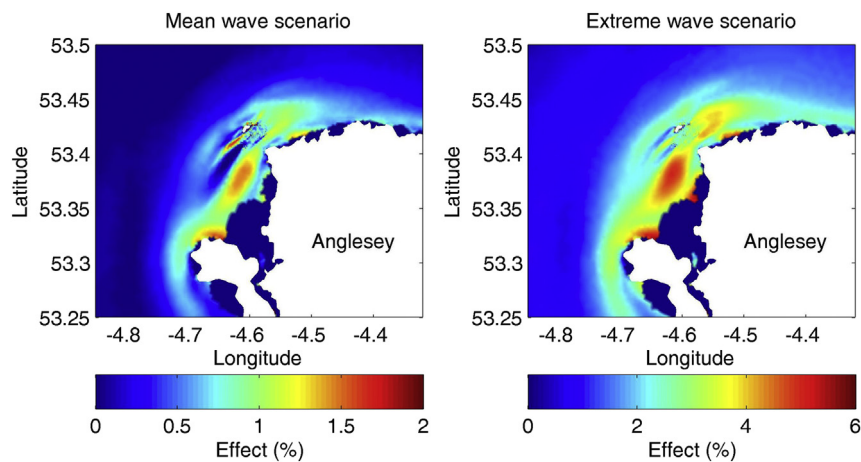 Mean wave scenario
Extreme wave scenario
53.5
53.45
53.4
53.35
53.3
53.25
Latitude
Anglesey
-4.8 -4.7 -4.6 -4.5 -4.4
Longitude
0 0.5 1 1.5 2
Effect (%)
53.5
53.45
53.4
53.35
53.3
53.25
Latitude
Anglesey
-4.8 -4.7 -4.6 -4.5 -4.4
Longitude
0 2 4 6
Effect (%)